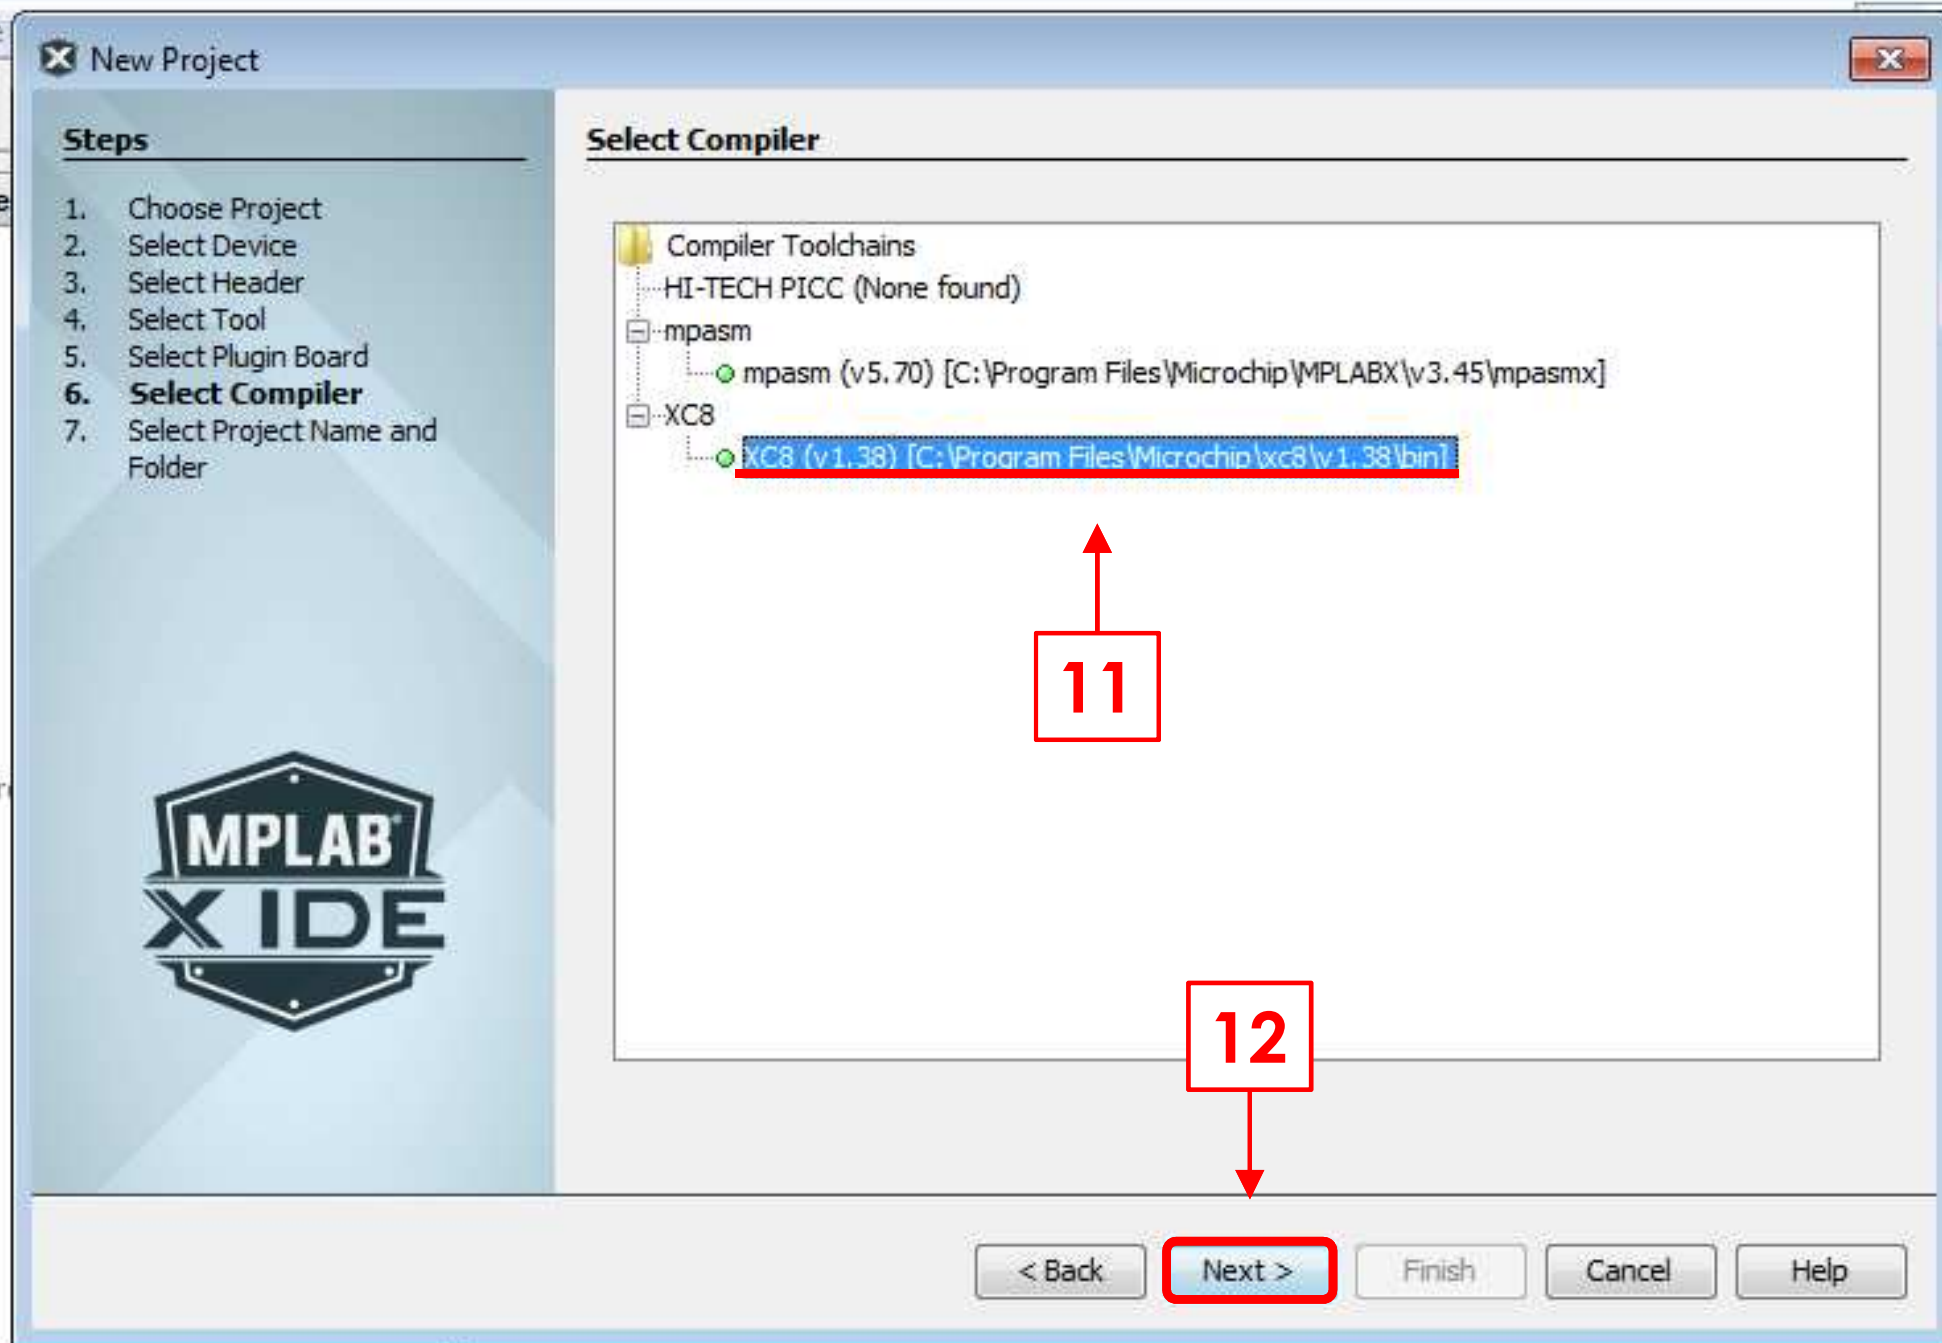 New Project
Steps
1. Choose Project
2. Select Device
3. Select Header
4. Select Tool
5. Select Plugin Board
6. Select Compiler
7. Select Project Name and
Folder
MPLAB
X IDE
Select Compiler
Compiler Toolchains
HI-TECH PICC (None found)
mpasm
mpasm (v5.70) [C:\Program Files\Microchip\MPLABX\v3.45\mpasmx]
XC8
XC8 (v1.38) [C:\Program Files\Microchip\xc8\v1.38\bin]
11
12
< Back
Next >
Finish
Cancel
Help